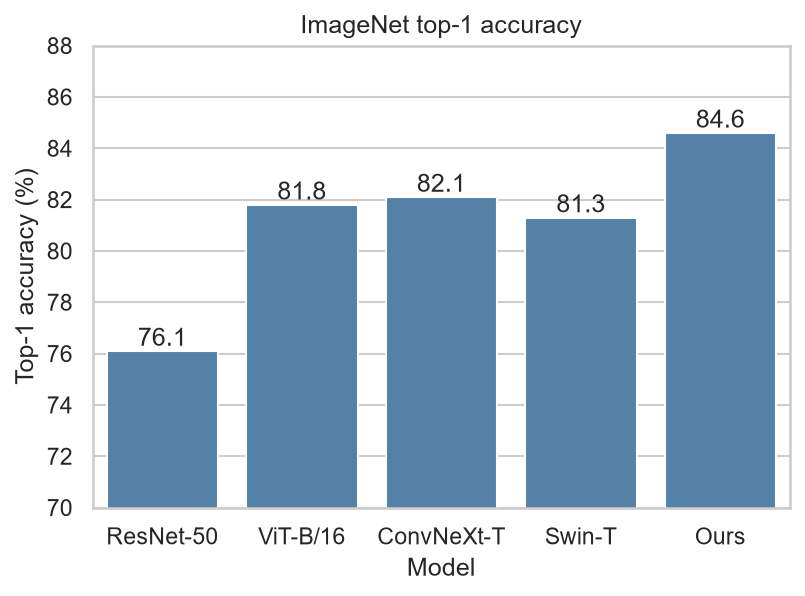 ImageNet top-1 accuracy
Top-1 accuracy (%)
88
86
84
82
80
78
76
74
72
70
76.1
81.8
82.1
81.3
84.6
ResNet-50
ViT-B/16
ConvNeXt-T
Swin-T
Ours
Model